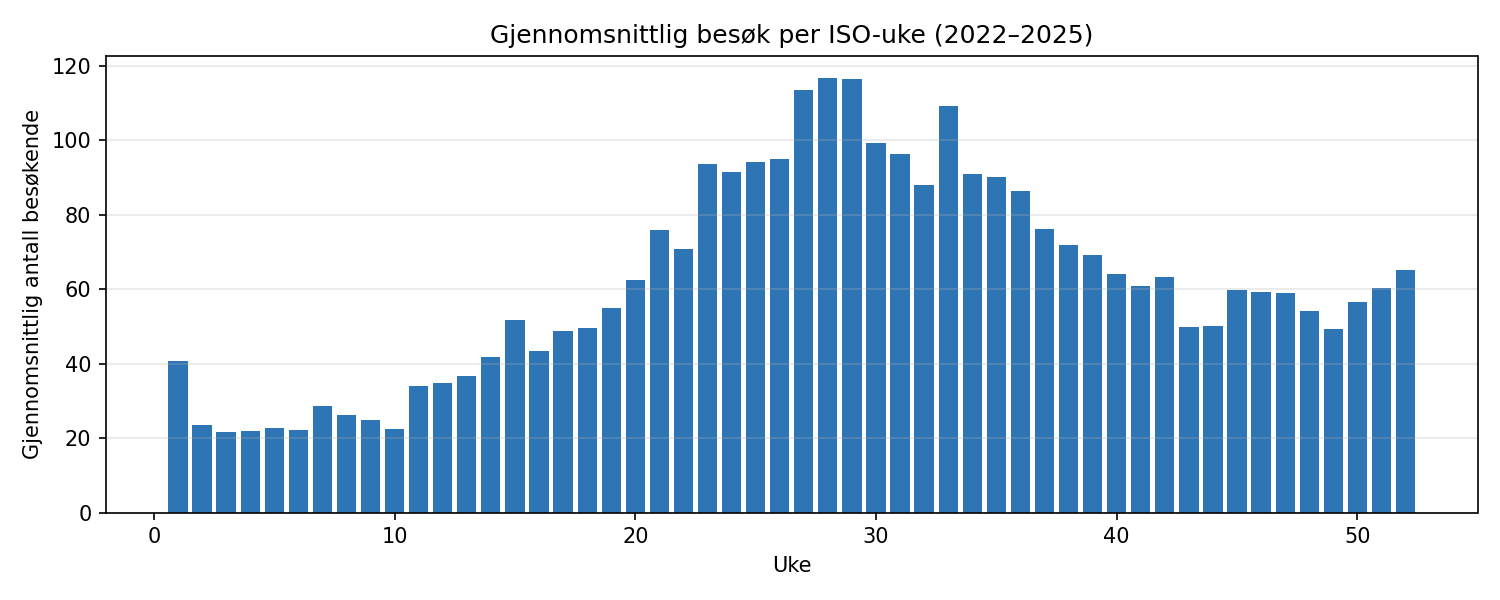 Gjennomsnittlig besøk per ISO-uke (2022–2025)
Gjennomsnittlig antall besøkende
120
100
80
60
40
20
0
0 10 20 30 40 50
Uke